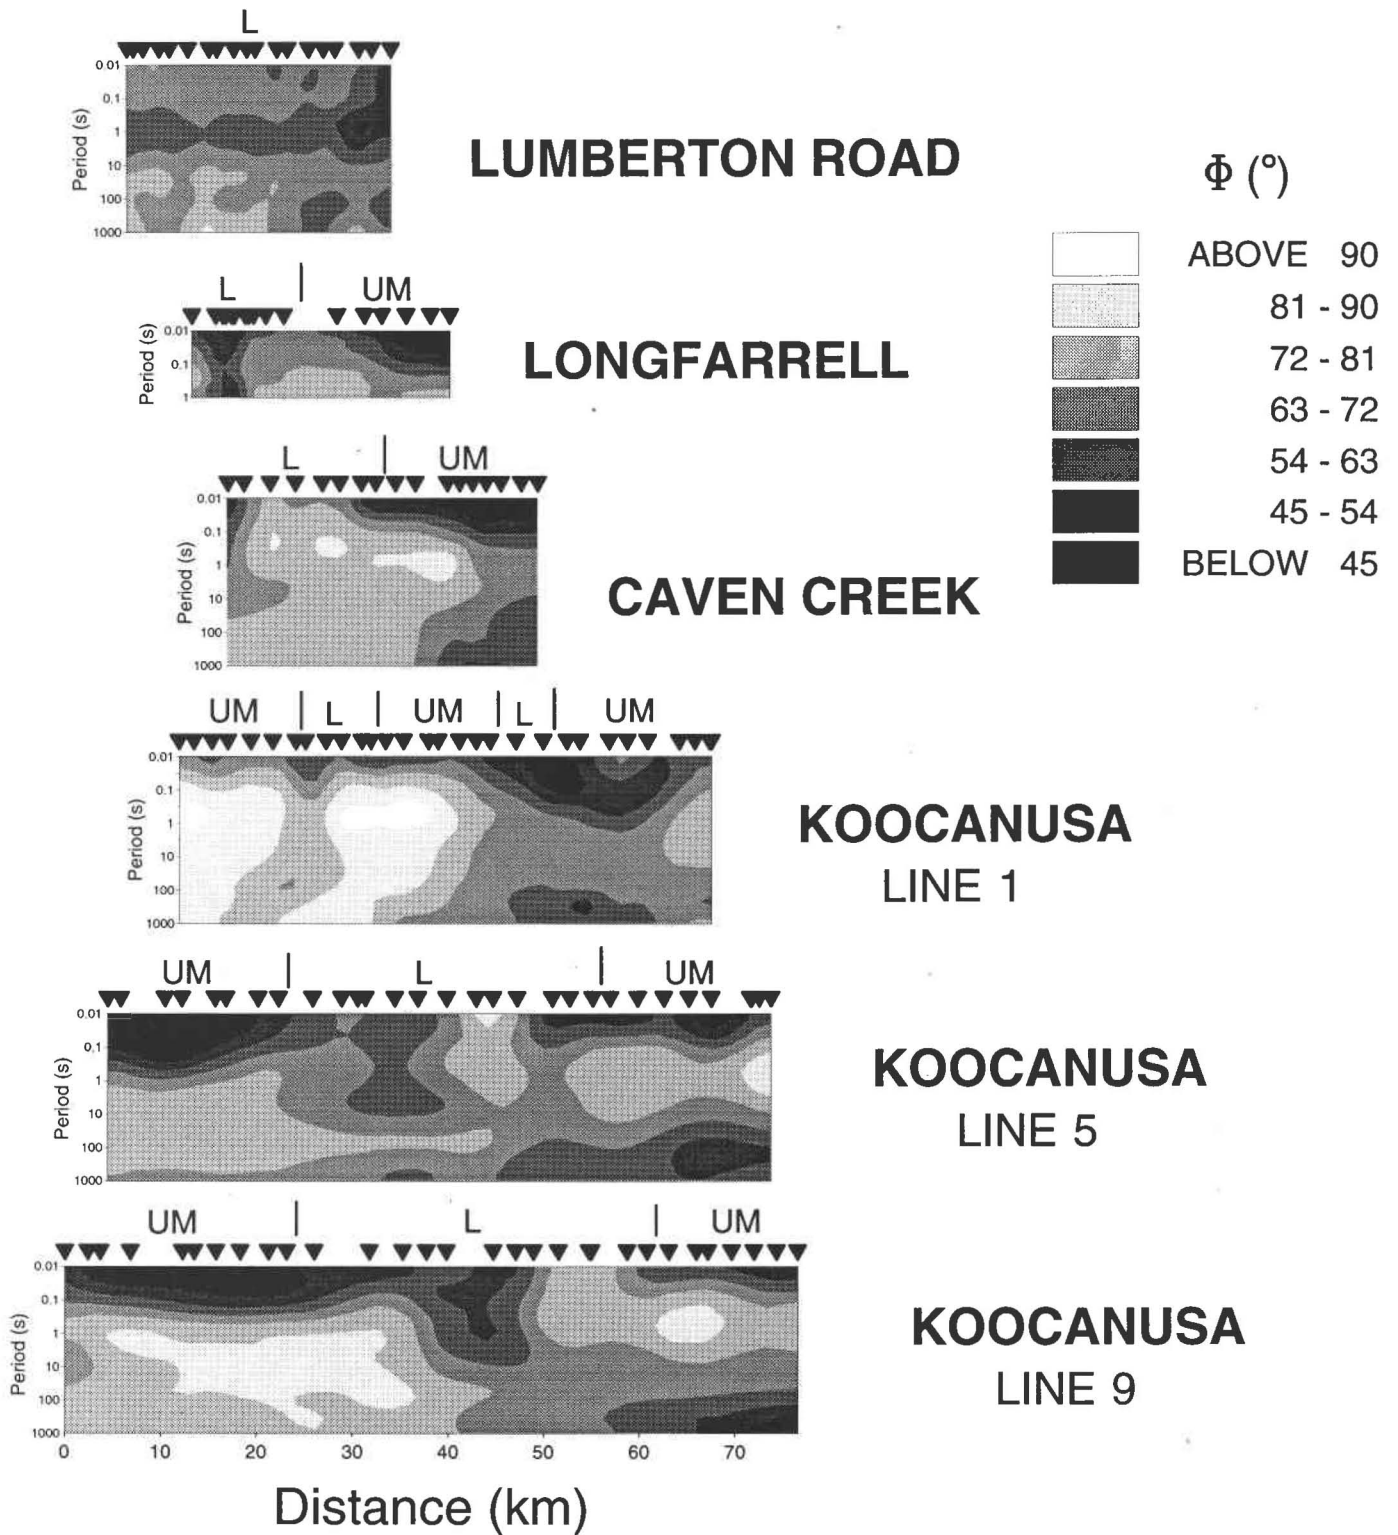 L
0.01
0.1
1
10
100
1000
Period (s)
LUMBERTON ROAD
Φ (°)
ABOVE 90
81 - 90
72 - 81
63 - 72
54 - 63
45 - 54
BELOW 45
L | UM
0.01
0.1
1
Period (s)
LONGFARRELL
L | UM
0.01
0.1
1
10
100
1000
Period (s)
CAVEN CREEK
UM | L | UM | L | UM
0.01
0.1
1
10
100
1000
Period (s)
KOOCANUSA
LINE 1
UM | L | UM
0.01
0.1
1
10
100
1000
Period (s)
KOOCANUSA
LINE 5
UM | L | UM
0.01
0.1
1
10
100
1000
Period (s)
KOOCANUSA
LINE 9
0 10 20 30 40 50 60 70
Distance (km)